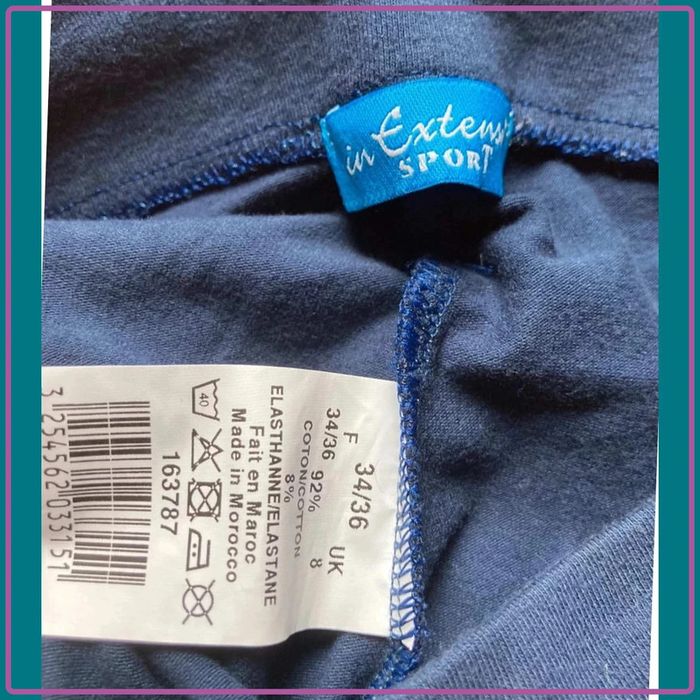 in Extenso
SPORT
F 34/36 UK
34/36 8
92%
COTON/COTTON
8%
ELASTHANNE/ELASTANE
Fait en Maroc
Made in Morocco
40
163787
3 254562 033151